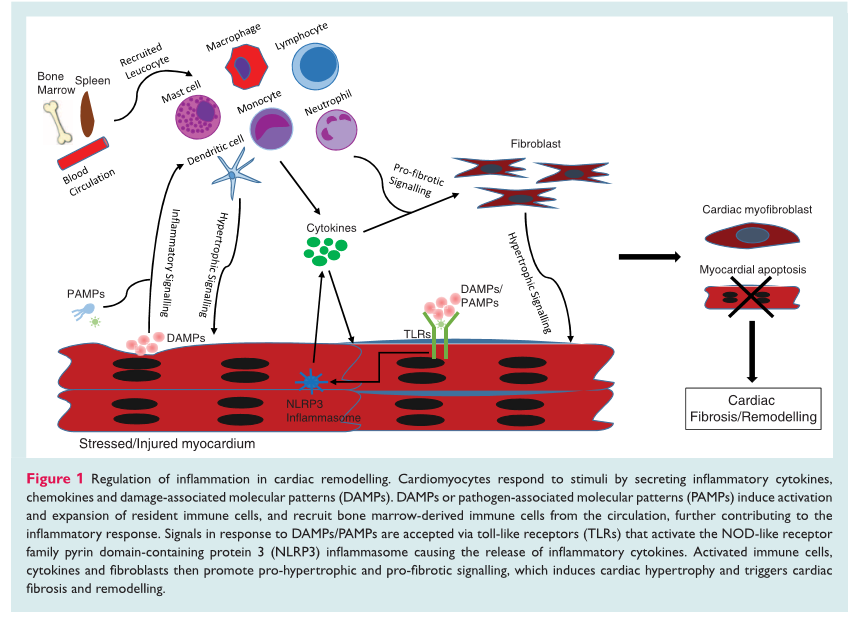 Bone
Marrow
Spleen
Recruited
Leucocyte
Macrophage
Lymphocyte
Mast cell
Monocyte
Neutrophil
Blood
Circulation
Dendritic cell
Pro-fibrotic
Signalling
Fibroblast
Inflammatory Signalling
Hypertrophic Signalling
Cytokines
Hypertrophic Signalling
Cardiac myofibroblast
Myocardial apoptosis
PAMPs
DAMPs
DAMPs/
PAMPs
TLRs
NLRP3
Inflammasome
Cardiac
Fibrosis/Remodelling
Stressed/Injured myocardium
Figure 1 Regulation of inflammation in cardiac remodelling. Cardiomyocytes respond to stimuli by secreting inflammatory cytokines,
chemokines and damage-associated molecular patterns (DAMPs). DAMPs or pathogen-associated molecular patterns (PAMPs) induce activation
and expansion of resident immune cells, and recruit bone marrow-derived immune cells from the circulation, further contributing to the
inflammatory response. Signals in response to DAMPs/PAMPs are accepted via toll-like receptors (TLRs) that activate the NOD-like receptor
family pyrin domain-containing protein 3 (NLRP3) inflammasome causing the release of inflammatory cytokines. Activated immune cells,
cytokines and fibroblasts then promote pro-hypertrophic and pro-fibrotic signalling, which induces cardiac hypertrophy and triggers cardiac
fibrosis and remodelling.